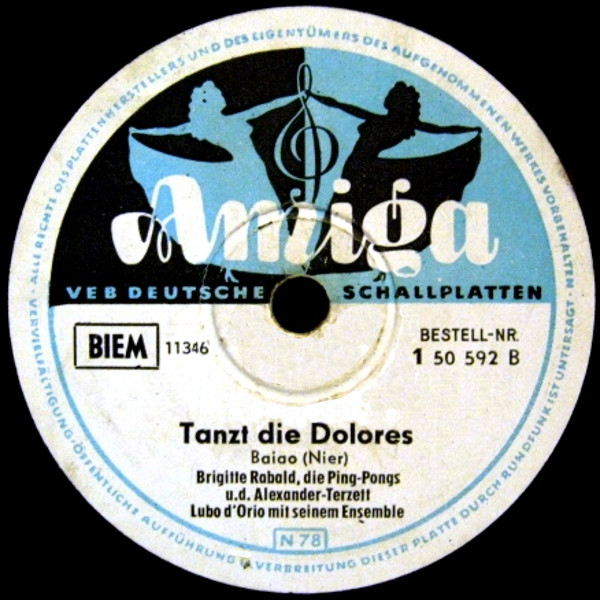 ALLE RECHTE DES PLATTENHERSTELLERS UND DES EIGENTÜMERS DES AUFGENOMMENEN WERKES VORBEHALTEN · VERVIELFÄLTIGUNG · ÖFFENTLICHE AUFFÜHRUNG U. VERBREITUNG DIESER PLATTE DURCH RUNDFUNK IST UNTERSAGT ·
Amiga
VEB DEUTSCHE SCHALLPLATTEN
BIEM 11346
BESTELL-NR.
1 50 592 B
Tanzt die Dolores
Baiao (Nier)
Brigitte Rabald, die Ping-Pongs
u.d. Alexander-Terzett
Lubo d'Orio mit seinem Ensemble
N 78